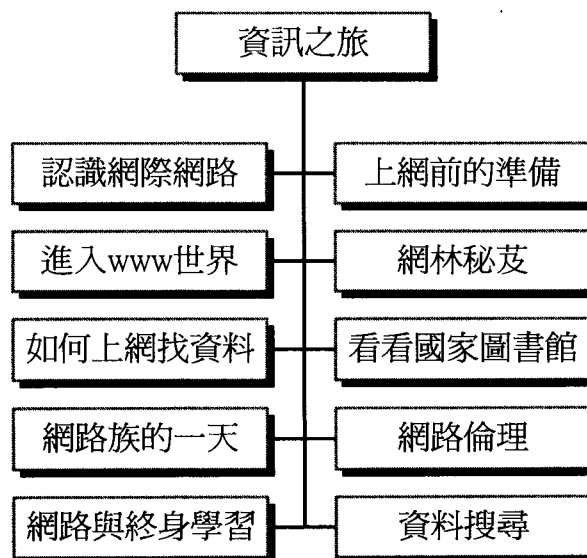 資訊之旅
認識網際網路
上網前的準備
進入www世界
網林秘芨
如何上網找資料
看看國家圖書館
網路族的一天
網路倫理
網路與終身學習
資料搜尋